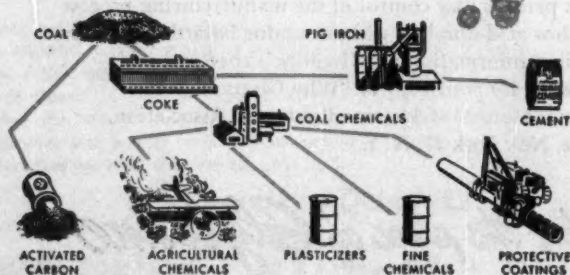 COAL
PIG IRON
COKE
COAL CHEMICALS
CEMENT
ACTIVATED
CARBON
AGRICULTURAL
CHEMICALS
PLASTICIZERS
FINE
CHEMICALS
PROTECTIVE
COATINGS